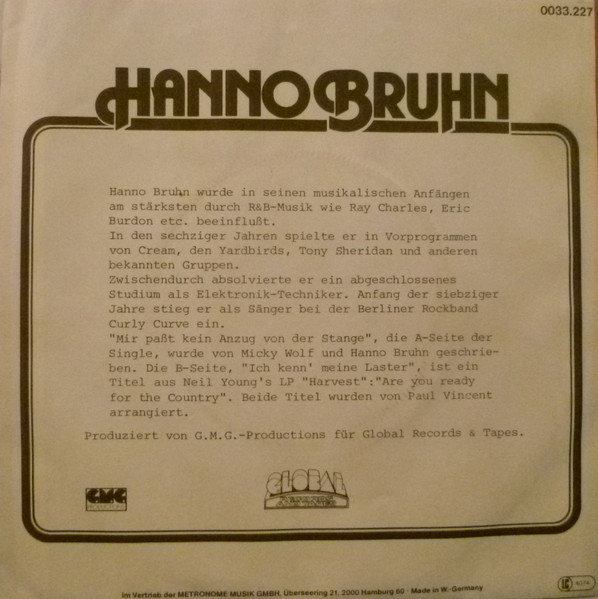 0033.227
HANNO BRUHN
Hanno Bruhn wurde in seinen musikalischen Anfängen
am stärksten durch R&B-Musik wie Ray Charles, Eric
Burdon etc. beeinflußt.
In den sechziger Jahren spielte er in Vorprogrammen
von Cream, den Yardbirds, Tony Sheridan und anderen
bekannten Gruppen.
Zwischendurch absolvierte er ein abgeschlossenes
Studium als Elektronik-Techniker. Anfang der siebziger
Jahre stieg er als Sänger bei der Berliner Rockband
Curly Curve ein.
"Mir paßt kein Anzug von der Stange", die A-Seite der
Single, wurde von Micky Wolf und Hanno Bruhn geschrie-
ben. Die B-Seite, "Ich kenn' meine Laster", ist ein
Titel aus Neil Young's LP "Harvest":"Are you ready
for the Country". Beide Titel wurden von Paul Vincent
arrangiert.
Produziert von G.M.G.-Productions für Global Records & Tapes.
GMG
PRODUCTIONS
GLOBAL
RECORDS
AND TAPES
Im Vertrieb der METRONOME MUSIK GMBH, Überseering 21, 2000 Hamburg 60 · Made in W.-Germany
LC 4074